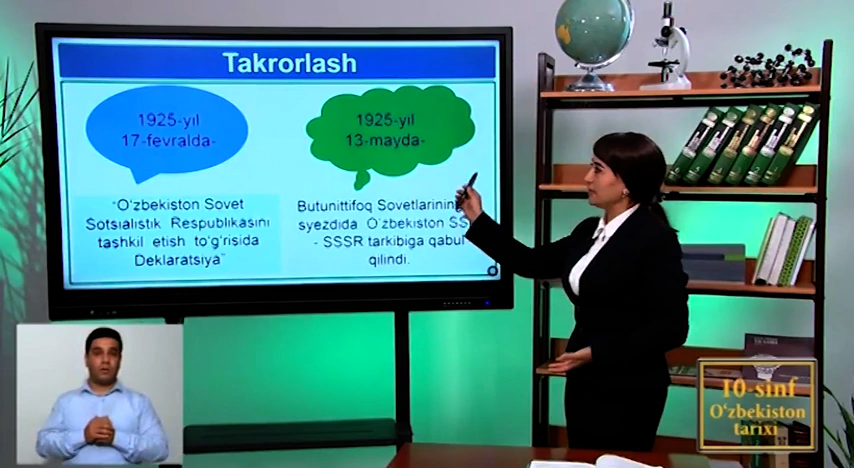 Takrorlash
1925-yil
17-fevralda-
1925-yil
13-mayda-
"O'zbekiston Sovet
Sotsialistik Respublikasini
tashkil etish to'g'risida
Deklaratsiya"
Butunittifoq Sovetlarining
syezdida O'zbekiston SS
- SSSR tarkibiga qabul
qilindi.
10-sinf
O'zbekiston
tarixi